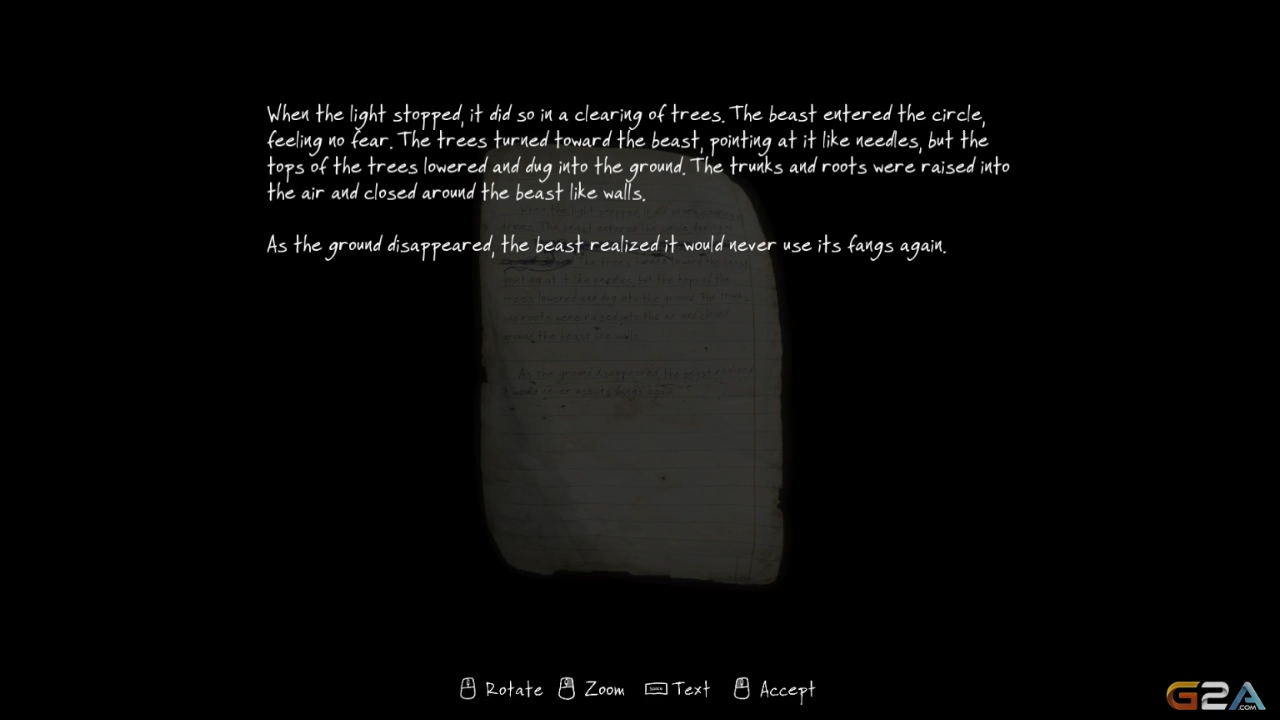 When the light stopped, it did so in a clearing of trees. The beast entered the circle,
feeling no fear. The trees turned toward the beast, pointing at it like needles, but the
tops of the trees lowered and dug into the ground. The trunks and roots were raised into
the air and closed around the beast like walls.
As the ground disappeared, the beast realized it would never use its fangs again.
Rotate Zoom Text Accept
G2A
.COM